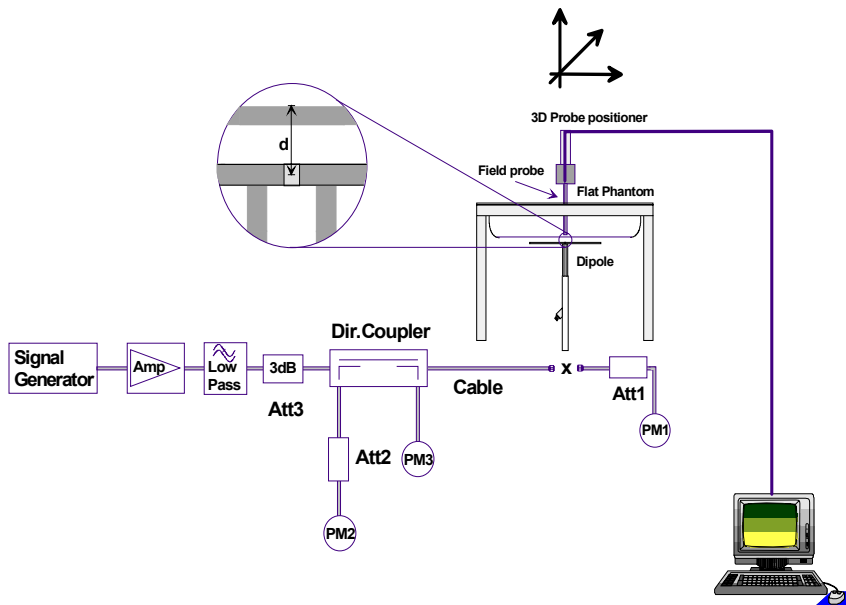 3D Probe positioner
d
Field probe
Flat Phantom
Dipole
Dir.Coupler
Signal
Generator
Amp
Low
Pass
3dB
Att3
Cable
x
Att1
PM1
Att2
PM3
PM2